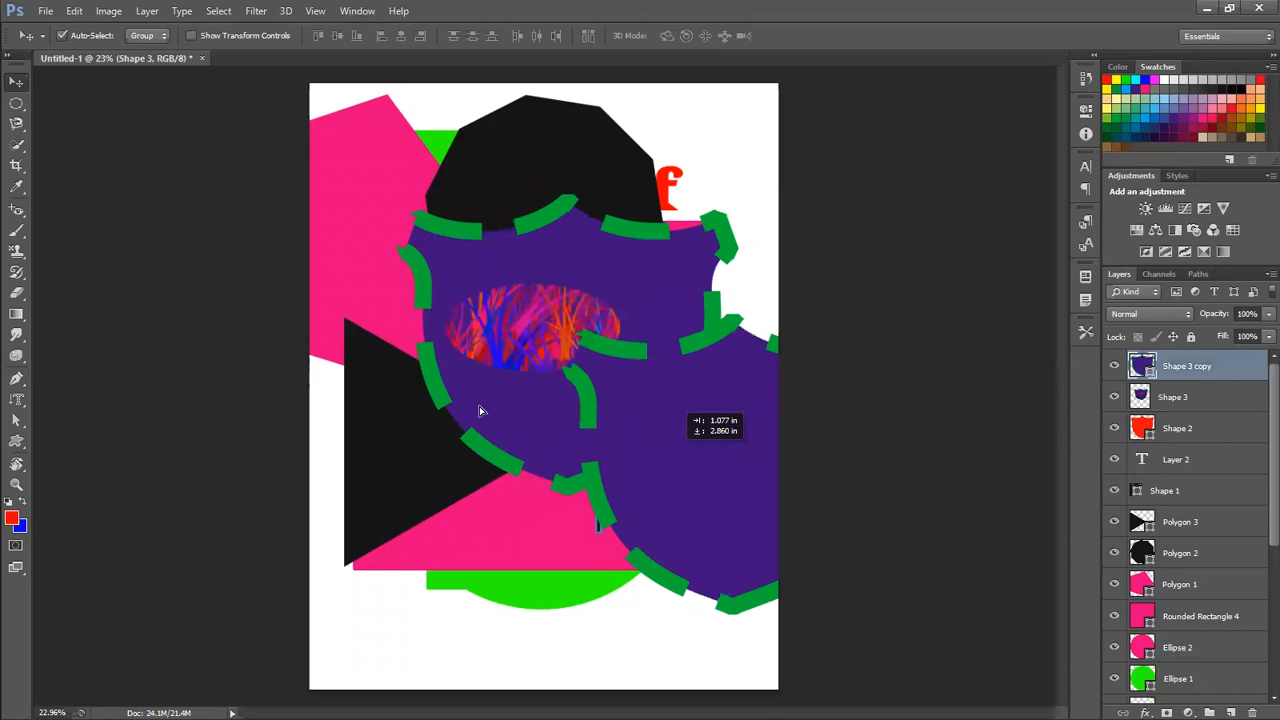 Ps File Edit Image Layer Type Select Filter 3D View Window Help
Auto-Select: Group Show Transform Controls 3D Mode: Essentials
Untitled-1 @ 23% (Shape 3, RGB/8) * ×
Color Swatches
f
Adjustments Styles
Add an adjustment
Layers Channels Paths
Kind
Normal Opacity: 100%
Lock: Fill: 100%
Shape 3 copy
Shape 3
→: 1.077 in
↓: 2.860 in
Shape 2
T Layer 2
Shape 1
Polygon 3
Polygon 2
Polygon 1
Rounded Rectangle 4
Ellipse 2
Ellipse 1
22.96% Doc: 24.1M/21.4M
fx